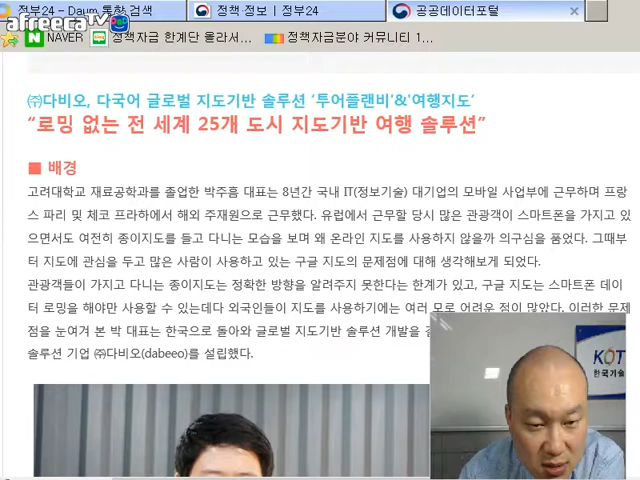 정부24 - Daum 통합 검색
정책·정보 | 정부24
공공데이터포털
afreecaTV
NAVER
정책자금 한계단 올라서...
정책자금분야 커뮤니티 1...
㈜다비오, 다국어 글로벌 지도기반 솔루션 ‘투어플랜비’&‘여행지도’
“로밍 없는 전 세계 25개 도시 지도기반 여행 솔루션”
■ 배경
고려대학교 재료공학과를 졸업한 박주흠 대표는 8년간 국내 IT(정보기술) 대기업의 모바일 사업부에 근무하며 프랑
스 파리 및 체코 프라하에서 해외 주재원으로 근무했다. 유럽에서 근무할 당시 많은 관광객이 스마트폰을 가지고 있
으면서도 여전히 종이지도를 들고 다니는 모습을 보며 왜 온라인 지도를 사용하지 않을까 의구심을 품었다. 그때부
터 지도에 관심을 두고 많은 사람이 사용하고 있는 구글 지도의 문제점에 대해 생각해보게 되었다.
관광객들이 가지고 다니는 종이지도는 정확한 방향을 알려주지 못한다는 한계가 있고, 구글 지도는 스마트폰 데이
터 로밍을 해야만 사용할 수 있는데다 외국인들이 지도를 사용하기에는 여러 모로 어려운 점이 많았다. 이러한 문제
점을 눈여겨 본 박 대표는 한국으로 돌아와 글로벌 지도기반 솔루션 개발을
솔루션 기업 ㈜다비오(dabeeo)를 설립했다.
KOT
한국기술